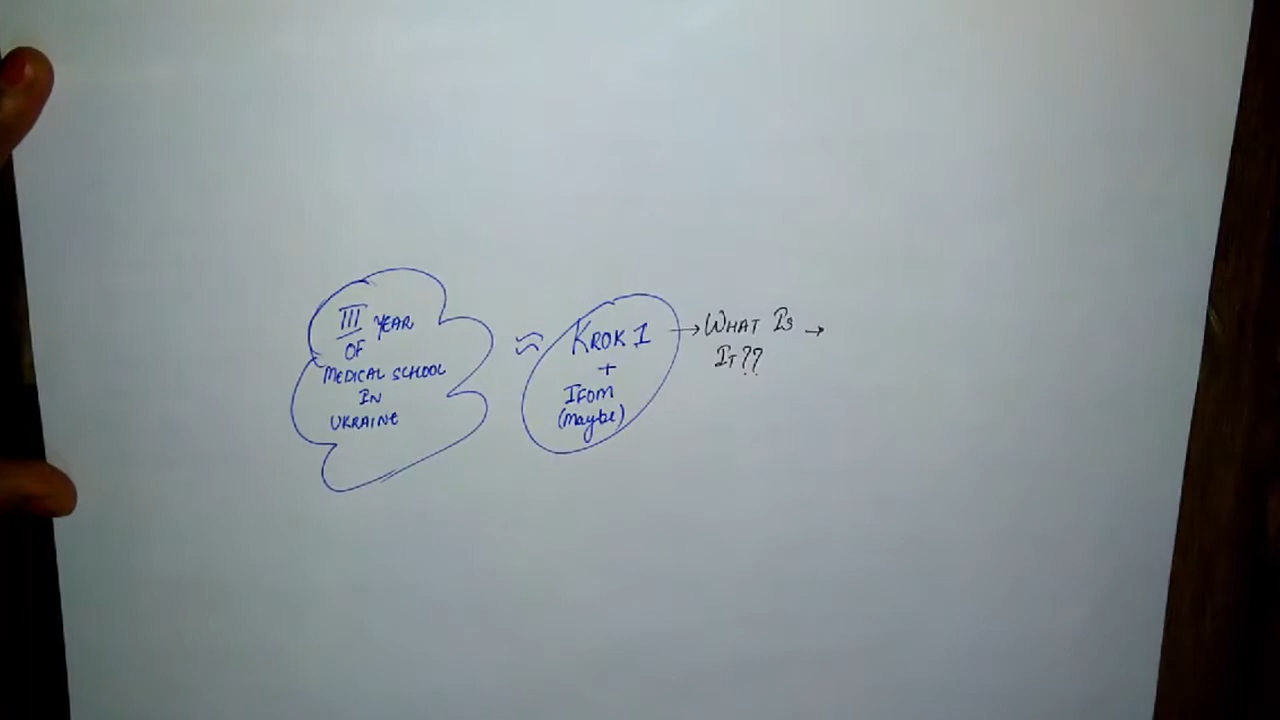 III YEAR
OF
MEDICAL SCHOOL
IN
UKRAINE
≈
KROK 1
+
IFOM
(maybe)
→ WHAT IS →
IT??